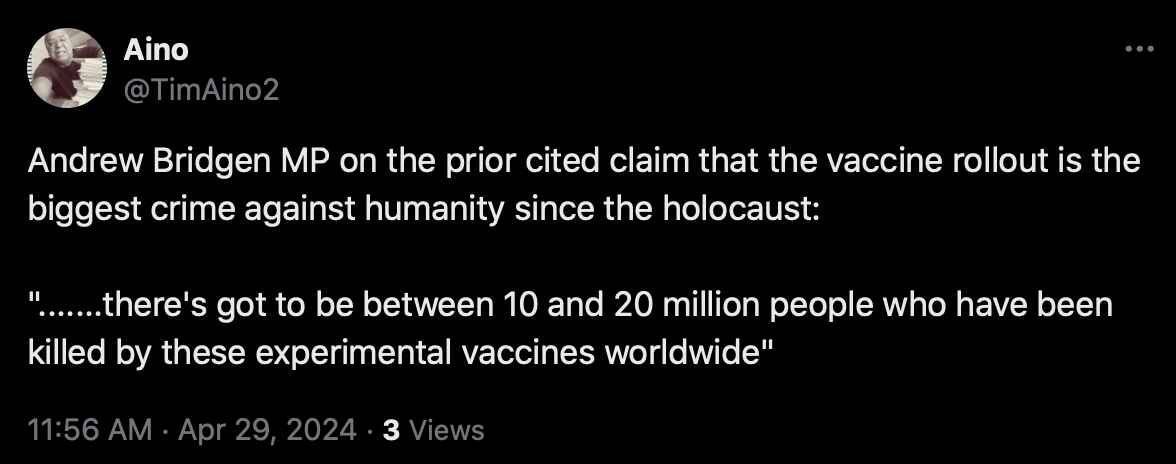 Aino
@TimAino2
Andrew Bridgen MP on the prior cited claim that the vaccine rollout is the
biggest crime against humanity since the holocaust:
".......there's got to be between 10 and 20 million people who have been
killed by these experimental vaccines worldwide"
11:56 AM · Apr 29, 2024 · 3 Views